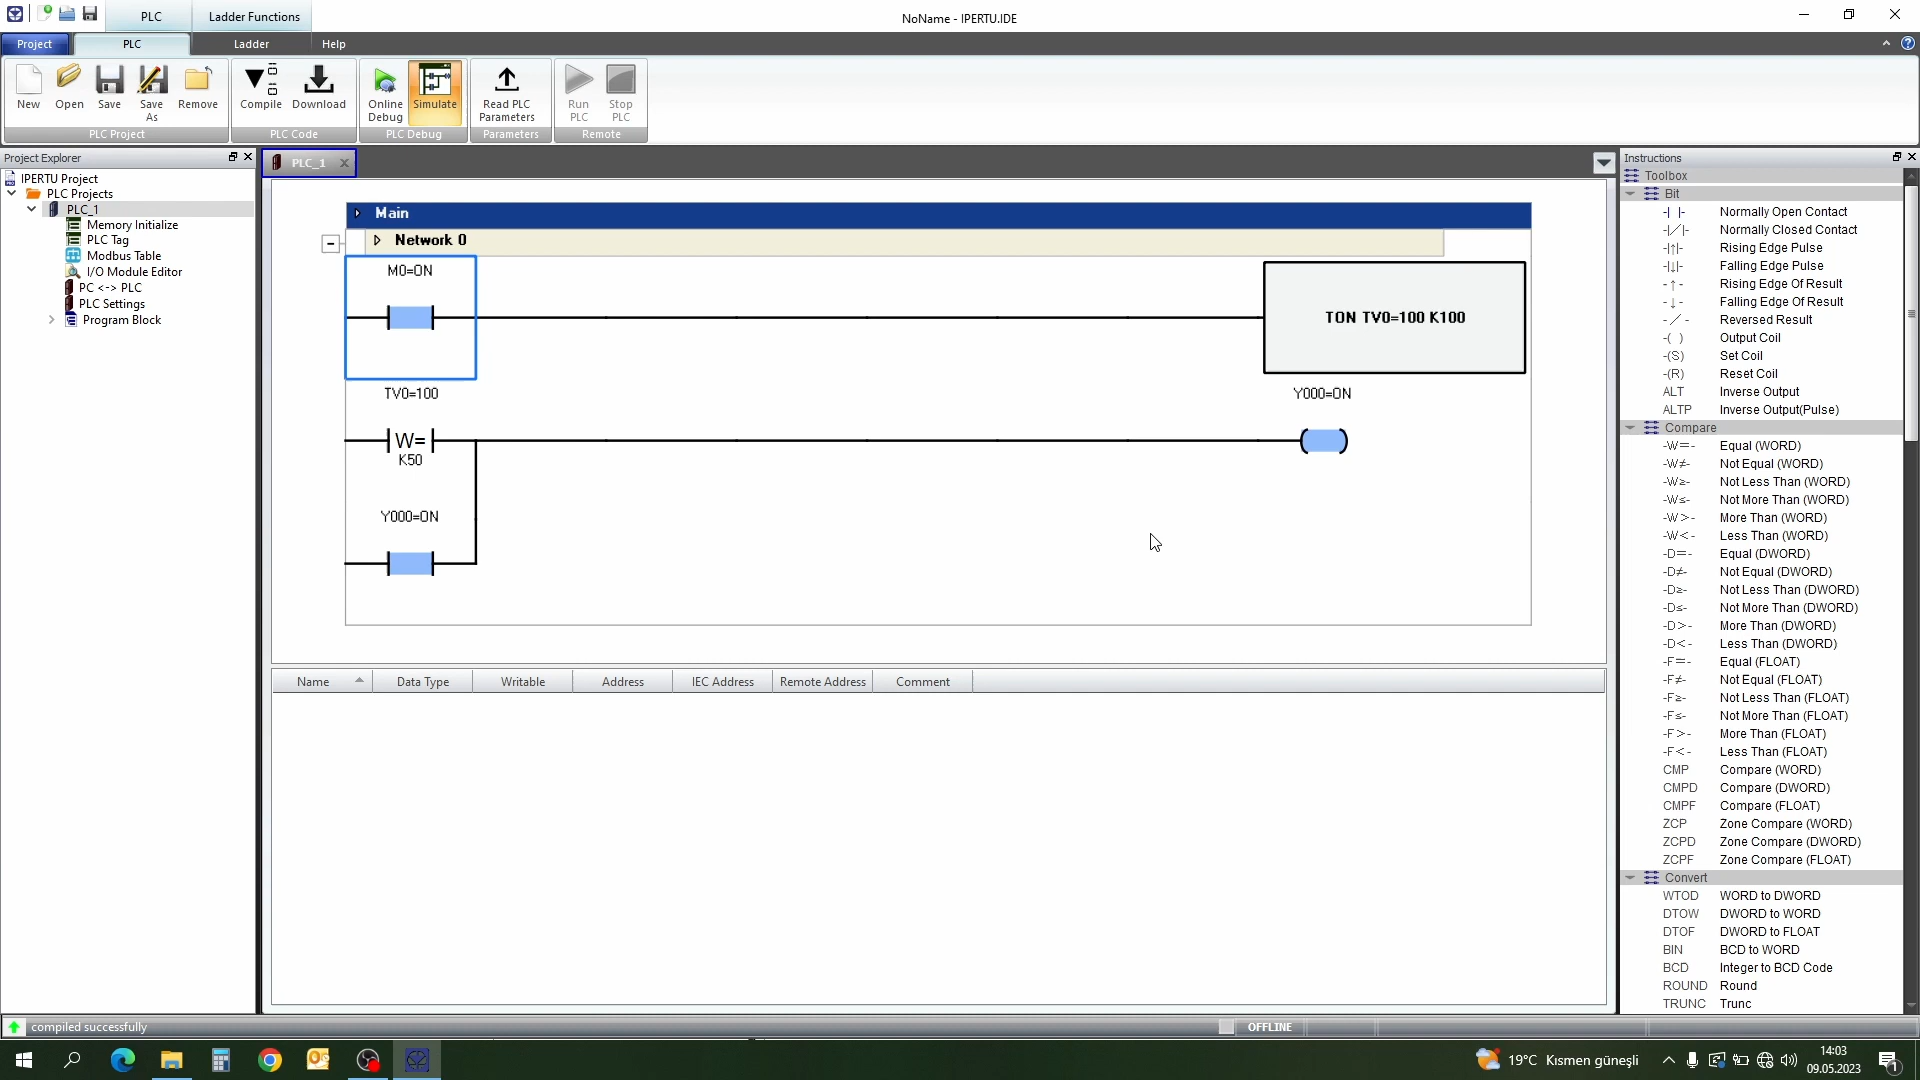 PLC
Ladder Functions
NoName - IPERTU.IDE
Project
PLC
Ladder
Help
New
Open
Save
Save As
Remove
Compile
Download
Online Debug
Simulate
Read PLC Parameters
Run PLC
Stop PLC
PLC Project
PLC Code
PLC Debug
Parameters
Remote
Project Explorer
IPERTU Project
PLC Projects
PLC_1
Memory Initialize
PLC Tag
Modbus Table
I/O Module Editor
PC <-> PLC
PLC Settings
Program Block
PLC_1
Main
Network 0
M0=ON
TON TV0=100 K100
TV0=100
Y000=ON
W=
K50
Y000=ON
Name
Data Type
Writable
Address
IEC Address
Remote Address
Comment
Instructions
Toolbox
Bit
-| |- Normally Open Contact
-|/|- Normally Closed Contact
-|↑|- Rising Edge Pulse
-|↓|- Falling Edge Pulse
-↑- Rising Edge Of Result
-↓- Falling Edge Of Result
-/- Reversed Result
-( ) Output Coil
-(S) Set Coil
-(R) Reset Coil
ALT Inverse Output
ALTP Inverse Output(Pulse)
Compare
-W=- Equal (WORD)
-W≠- Not Equal (WORD)
-W≥- Not Less Than (WORD)
-W≤- Not More Than (WORD)
-W>- More Than (WORD)
-W<- Less Than (WORD)
-D=- Equal (DWORD)
-D≠- Not Equal (DWORD)
-D≥- Not Less Than (DWORD)
-D≤- Not More Than (DWORD)
-D>- More Than (DWORD)
-D<- Less Than (DWORD)
-F=- Equal (FLOAT)
-F≠- Not Equal (FLOAT)
-F≥- Not Less Than (FLOAT)
-F≤- Not More Than (FLOAT)
-F>- More Than (FLOAT)
-F<- Less Than (FLOAT)
CMP Compare (WORD)
CMPD Compare (DWORD)
CMPF Compare (FLOAT)
ZCP Zone Compare (WORD)
ZCPD Zone Compare (DWORD)
ZCPF Zone Compare (FLOAT)
Convert
WTOD WORD to DWORD
DTOW DWORD to WORD
DTOF DWORD to FLOAT
BIN BCD to WORD
BCD Integer to BCD Code
ROUND Round
TRUNC Trunc
compiled successfully
OFFLINE
19°C Kısmen güneşli
14:03
09.05.2023
1